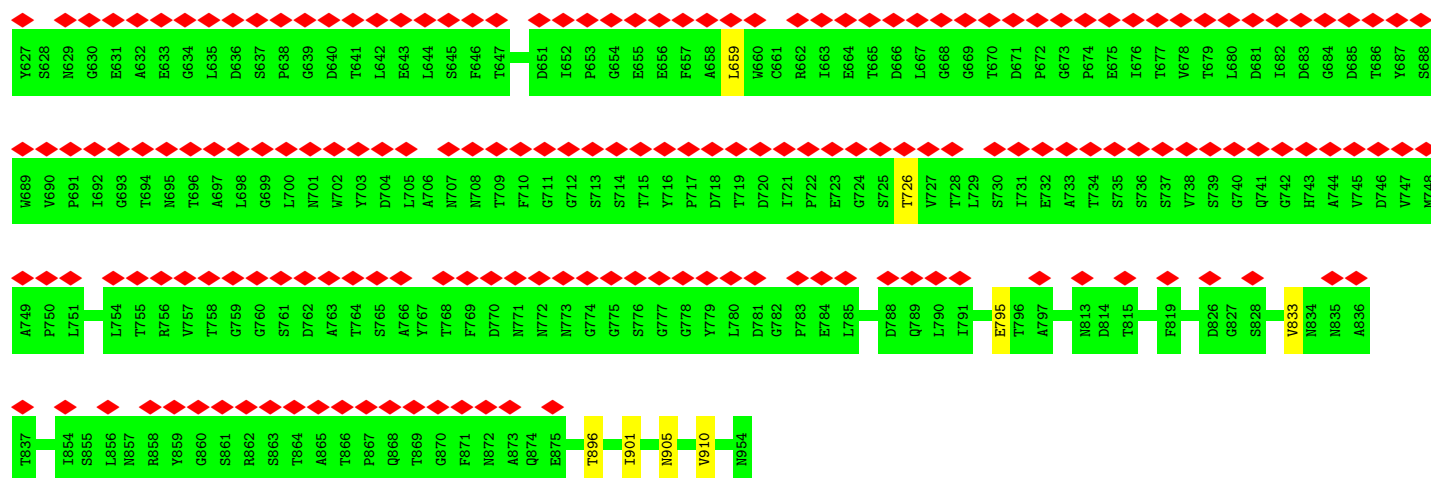 Y627 S628 N629 G630 E631 A632 E633 G634 L635 D636 S637 P638 G639 D640 T641 L642 E643 L644 S645 F646 T647 D651 I652 P653 G654 E655 E656 F657 A658 L659 W660 C661 R662 I663 E664 T665 D666 L667 G668 G669 T670 D671 P672 G673 P674 E675 I676 T677 V678 T679 L680 D681 I682 D683 G684 D685 T686 Y687 S688
W689 V690 P691 I692 G693 T694 N695 T696 A697 L698 G699 L700 N701 W702 Y703 D704 L705 A706 N707 N708 T709 F710 G711 G712 S713 S714 T715 Y716 P717 D718 T719 D720 I721 P722 E723 G724 S725 T726 V727 T728 L729 S730 I731 E732 A733 T734 S735 S736 S737 V738 S739 G740 Q741 G742 H743 A744 V745 D746 V747 M748
A749 P750 L751 L754 T755 R756 V757 T758 G759 G760 S761 D762 A763 T764 S765 A766 Y767 T768 F769 D770 N771 N772 N773 G774 G775 S776 G777 G778 Y779 L780 D781 G782 P783 E784 L785 D788 Q789 L790 I791 E795 T796 A797 N813 D814 T815 F819 D826 G827 S828 V833 N834 N835 A836
T837 I854 S855 L856 N857 R858 Y859 G860 S861 R862 S863 T864 A865 T866 P867 Q868 T869 G870 F871 N872 A873 Q874 E875 T896 I901 N905 V910 N954